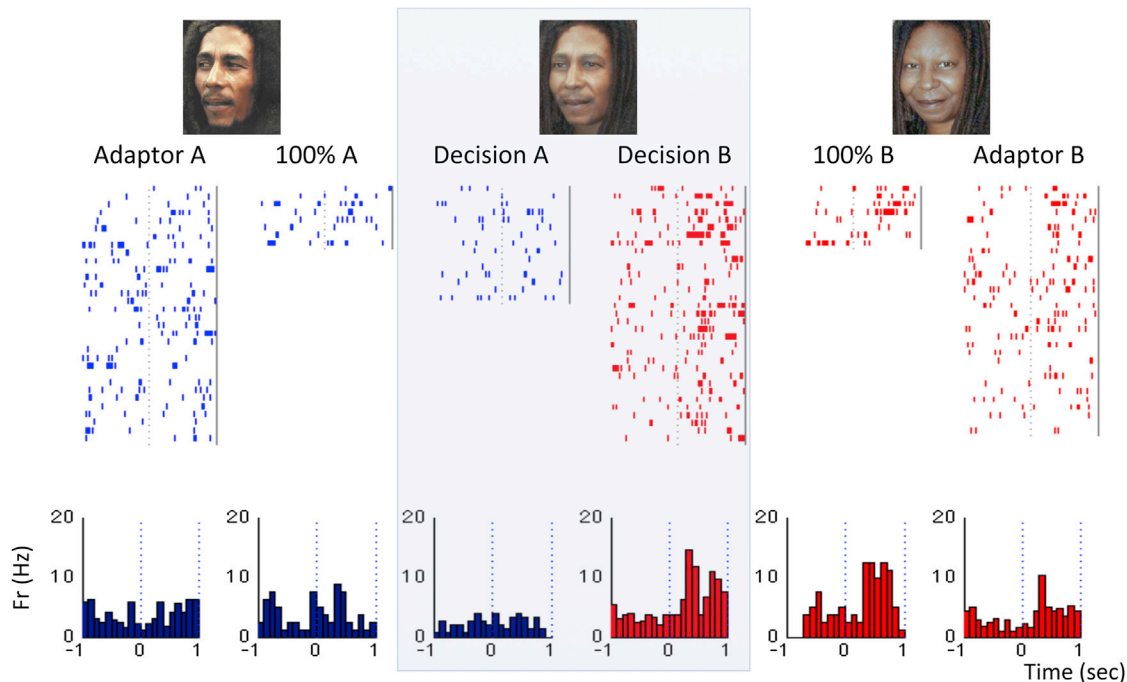 Adaptor A 100% A Decision A Decision B 100% B Adaptor B
Fr (Hz)
20 20 20 20 20 20
10 10 10 10 10 10
0 0 0 0 0 0
-1 0 1 -1 0 1 -1 0 1 -1 0 1 -1 0 1 -1 0 1
Time (sec)